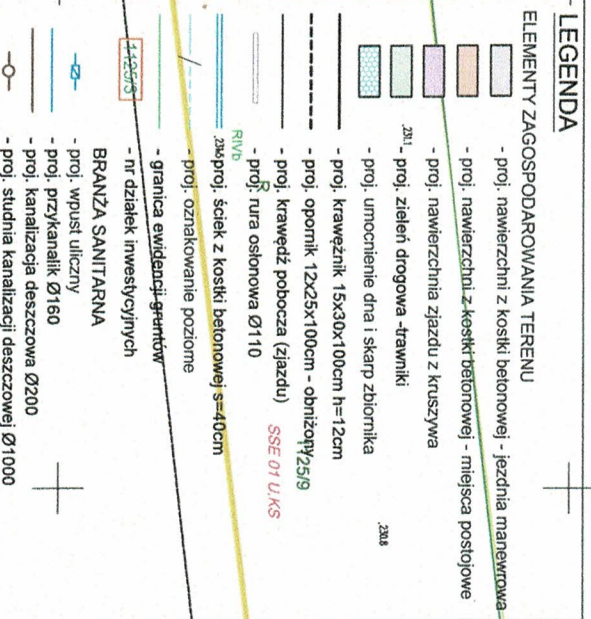 LEGENDA
ELEMENTY ZAGOSPODAROWANIA TERENU
- proj. nawierzchni z kostki betonowej - jezdnia manewrowa
- proj. nawierzchni z kostki betonowej - miejsca postojowe
- proj. nawierzchnia zjazdu z kruszywa
.231.1 - proj. zieleń drogowa -trawniki
- proj. umocnienie dna i skarp zbiornika
.230.8
- proj. krawężnik 15x30x100cm h=12cm
- proj. opornik 12x25x100cm - obniżony
1125/9
- proj. krawędź pobocza (zjazdu)
SSE 01 U.KS
R
- proj. rura osłonowa Ø110
RIVb
- proj. ściek z kostki betonowej s=40cm
- proj. oznakowanie poziome
- granica ewidencji gruntów
1125/3 - nr działek inwestycyjnych
BRANŻA SANITARNA
- proj. wpust uliczny
- proj. przykanalik Ø160
- proj. kanalizacja deszczowa Ø200
- proj. studnia kanalizacji deszczowej Ø1000